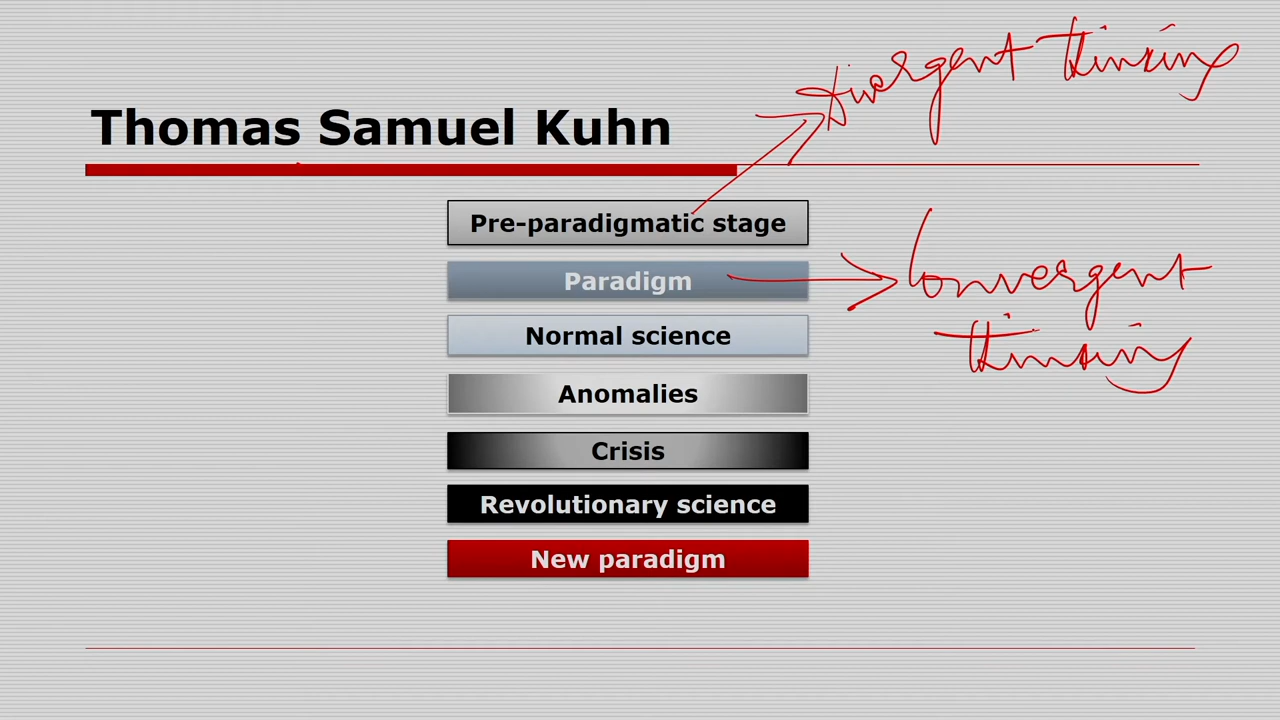 Divergent thinking
Thomas Samuel Kuhn
Pre-paradigmatic stage
Paradigm
Convergent
thinking
Normal science
Anomalies
Crisis
Revolutionary science
New paradigm